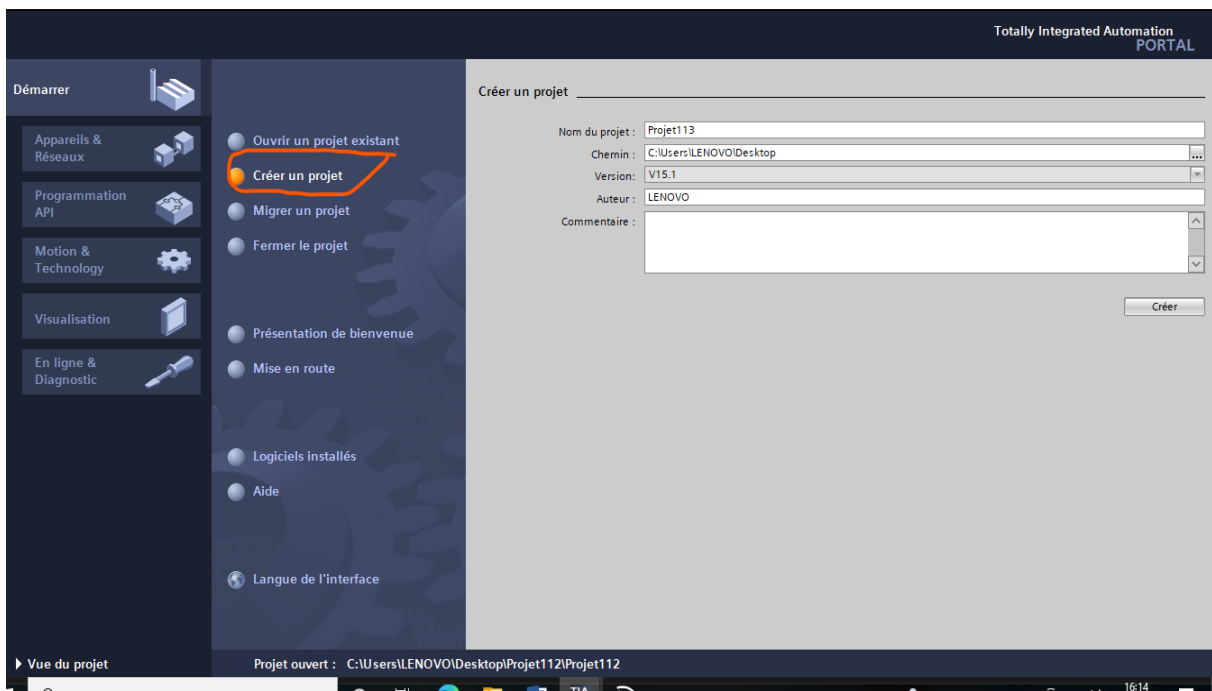 Totally Integrated Automation
PORTAL
Démarrer
Appareils &
Réseaux
Programmation
API
Motion &
Technology
Visualisation
En ligne &
Diagnostic
Ouvrir un projet existant
Créer un projet
Migrer un projet
Fermer le projet
Présentation de bienvenue
Mise en route
Logiciels installés
Aide
Langue de l'interface
Créer un projet
Nom du projet : Projet113
Chemin : C:\Users\LENOVO\Desktop
...
Version: V15.1
Auteur : LENOVO
Commentaire :
Créer
Vue du projet
Projet ouvert : C:\Users\LENOVO\Desktop\Projet112\Projet112
TIA
16:14